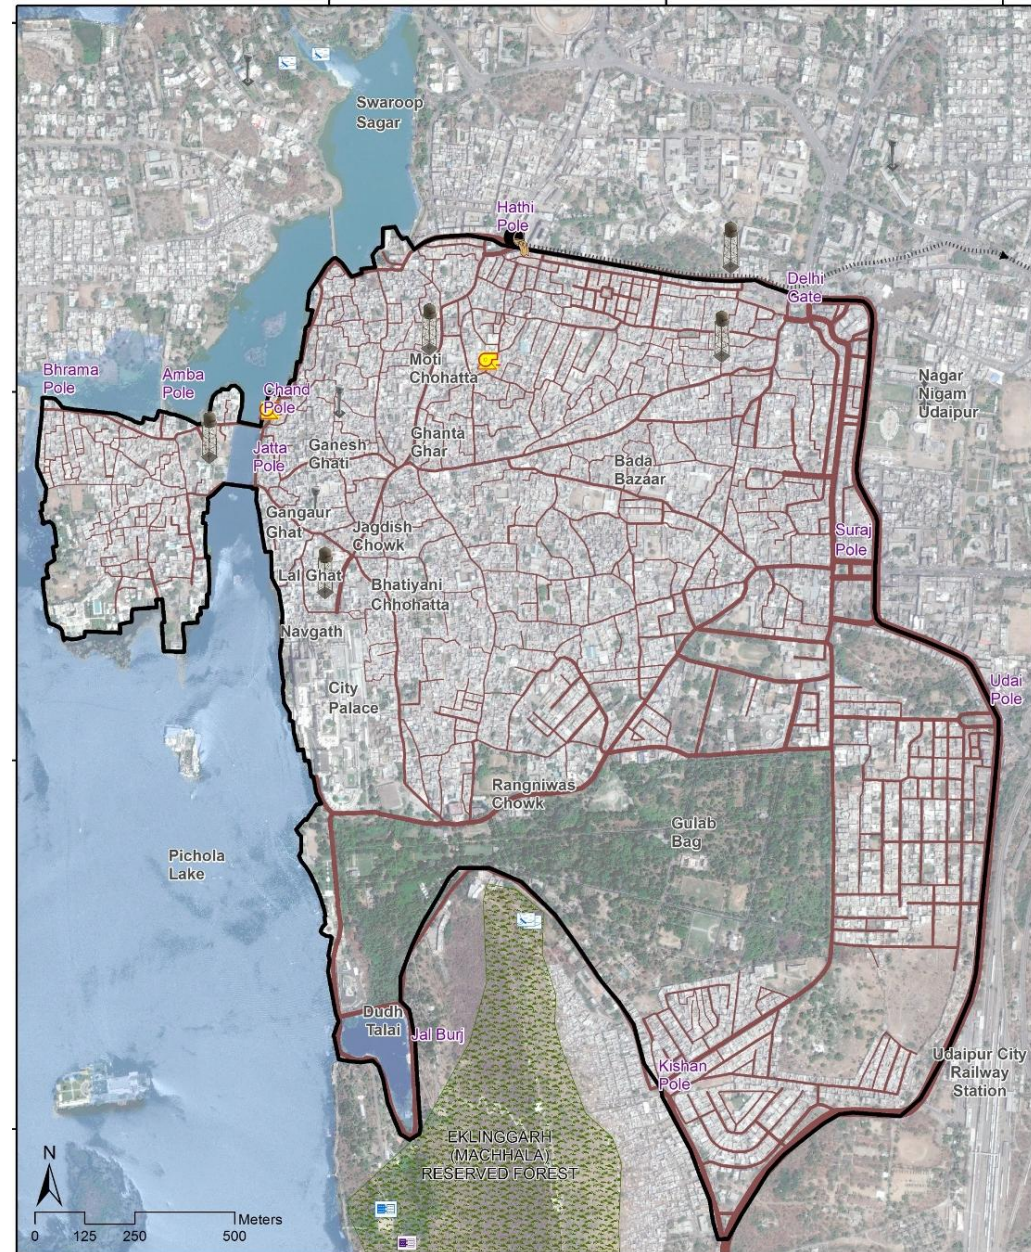 Swaroop
Sagar
Hathi
Pole
Delhi
Gate
Bhrama
Pole
Amba
Pole
Chand
Pole
Moti
Chohatta
Nagar
Nigam
Udaipur
Jatta
Pole
Ganesh
Ghati
Ghanta
Ghar
Bada
Bazaar
Gangaur
Ghat
Jagdish
Chowk
Suraj
Pole
Lal Ghat
Bhatiyani
Chhohatta
Navgath
City
Palace
Udai
Pole
Rangniwas
Chowk
Gulab
Bag
Pichola
Lake
Dudh
Talai
Jal Burj
Kishan
Pole
Udaipur City
Railway
Station
EKLINGGARH
(MACHHALA)
RESERVED FOREST
N
Meters
0 125 250 500